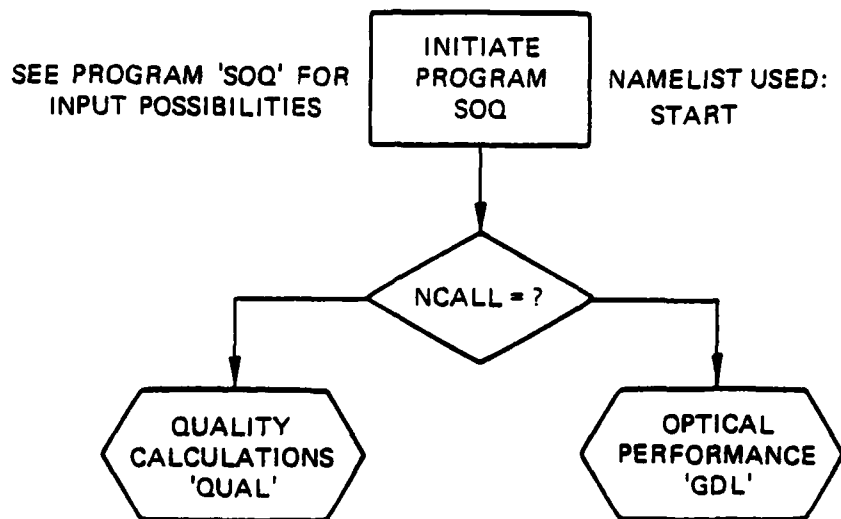 SEE PROGRAM 'SOQ' FOR
INPUT POSSIBILITIES
INITIATE
PROGRAM
SOQ
NAMELIST USED:
START
NCALL = ?
QUALITY
CALCULATIONS
'QUAL'
OPTICAL
PERFORMANCE
'GDL'